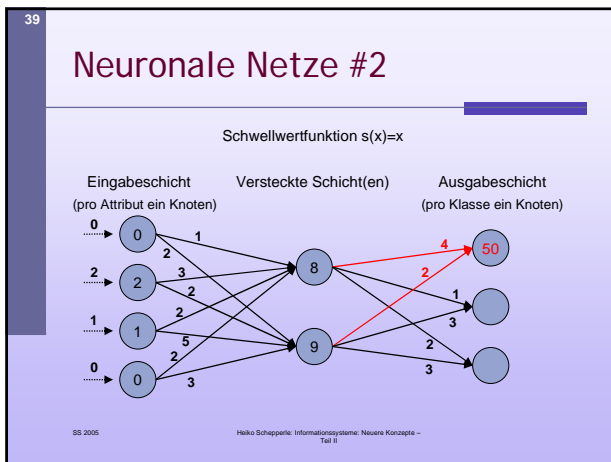 39
Neuronale Netze #2
Schwellwertfunktion s(x)=x
Eingabeschicht
(pro Attribut ein Knoten)
Versteckte Schicht(en)
Ausgabeschicht
(pro Klasse ein Knoten)
0
0
1
2
2
2
3
2
1
1
2
5
0
0
2
3
8
9
4
2
1
3
2
3
50
SS 2005
Heiko Schepperle: Informationssysteme: Neuere Konzepte –
Teil II